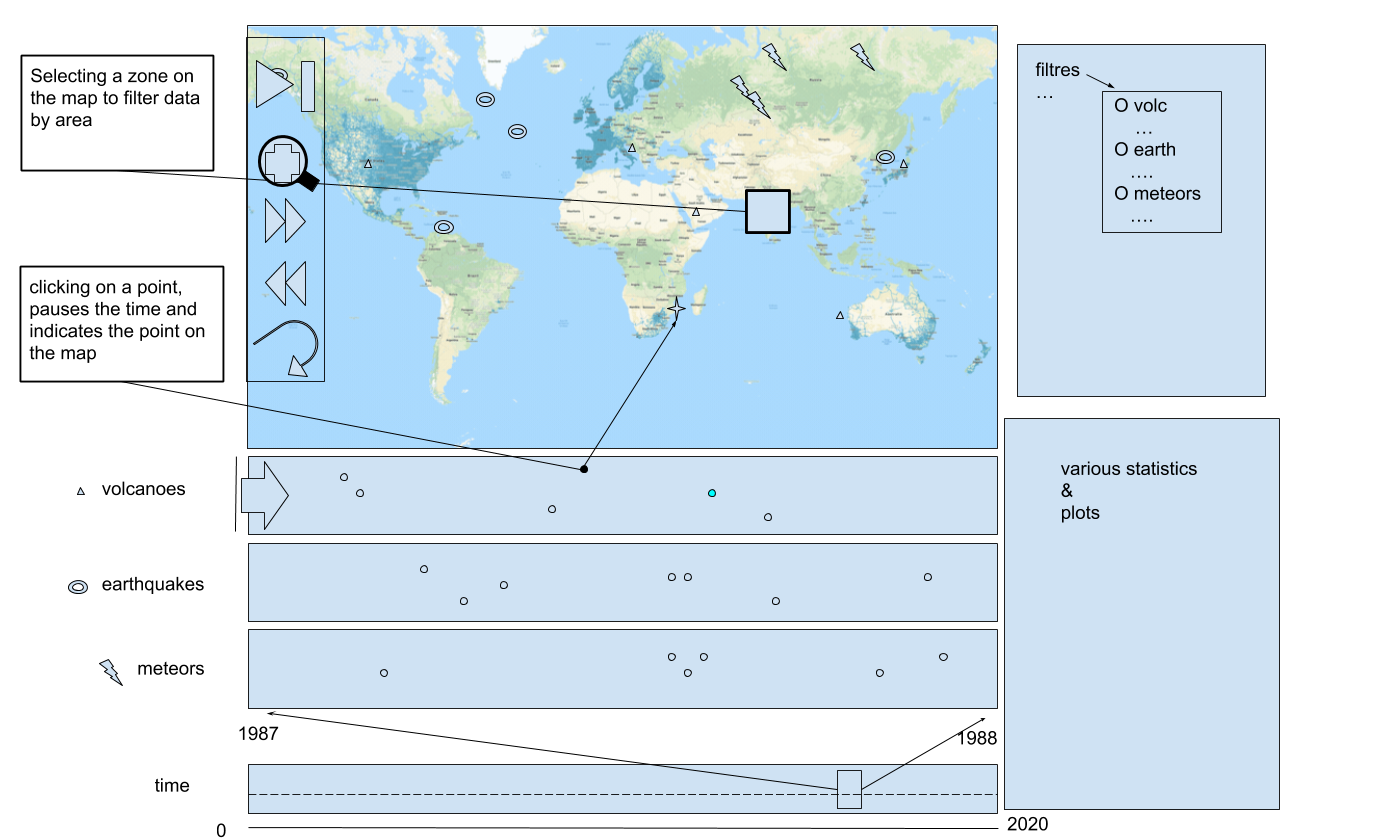 Selecting a zone on
the map to filter data
by area
clicking on a point,
pauses the time and
indicates the point on
the map
filtres
...
O volc
...
O earth
....
O meteors
....
various statistics
&
plots
volcanoes
earthquakes
meteors
1987
1988
time
0
2020